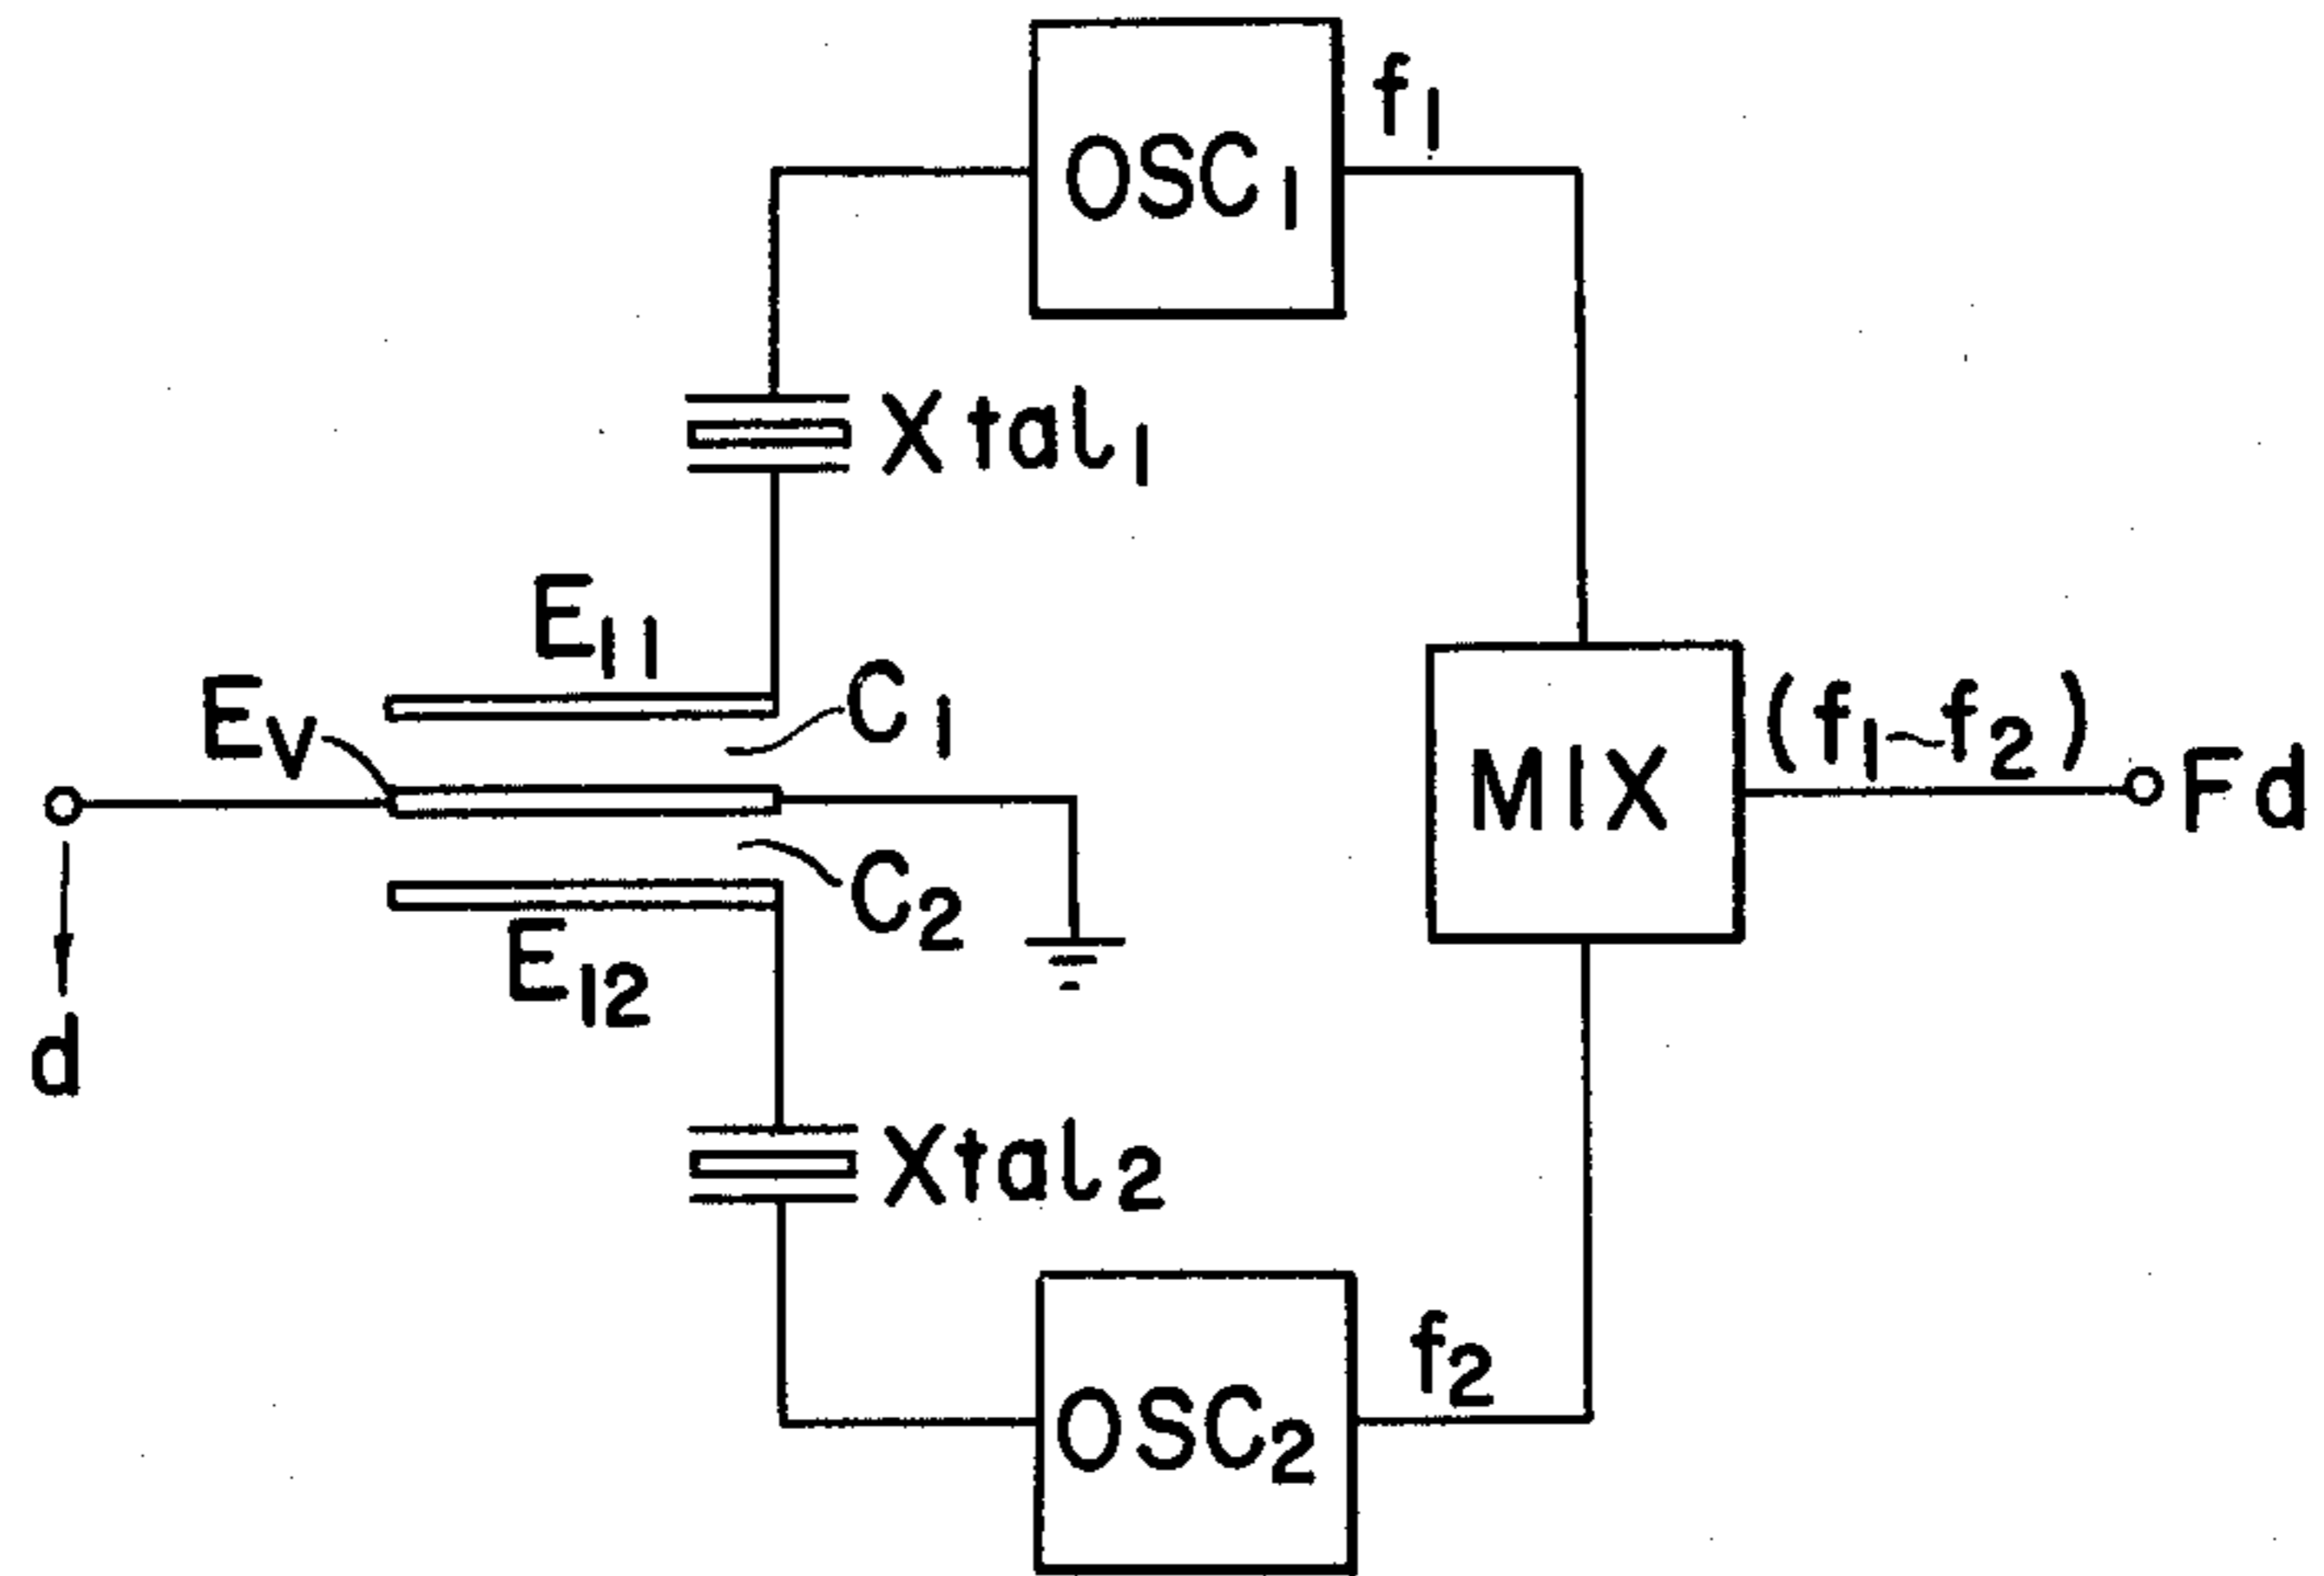 OSC1
f1
Xtal1
E11
C1
EV
MIX
(f1~f2)
Fd
C2
E12
d
Xtal2
OSC2
f2